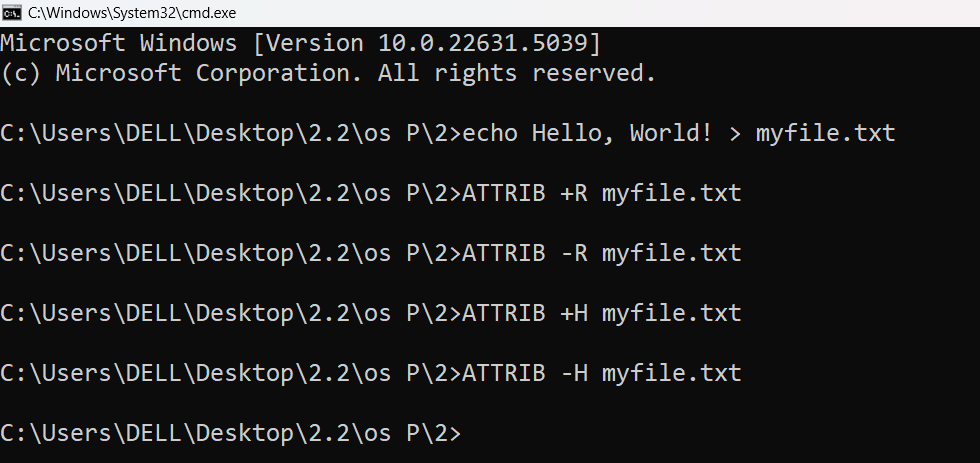 C:\Windows\System32\cmd.exe
Microsoft Windows [Version 10.0.22631.5039]
(c) Microsoft Corporation. All rights reserved.
C:\Users\DELL\Desktop\2.2\os P\2>echo Hello, World! > myfile.txt
C:\Users\DELL\Desktop\2.2\os P\2>ATTRIB +R myfile.txt
C:\Users\DELL\Desktop\2.2\os P\2>ATTRIB -R myfile.txt
C:\Users\DELL\Desktop\2.2\os P\2>ATTRIB +H myfile.txt
C:\Users\DELL\Desktop\2.2\os P\2>ATTRIB -H myfile.txt
C:\Users\DELL\Desktop\2.2\os P\2>